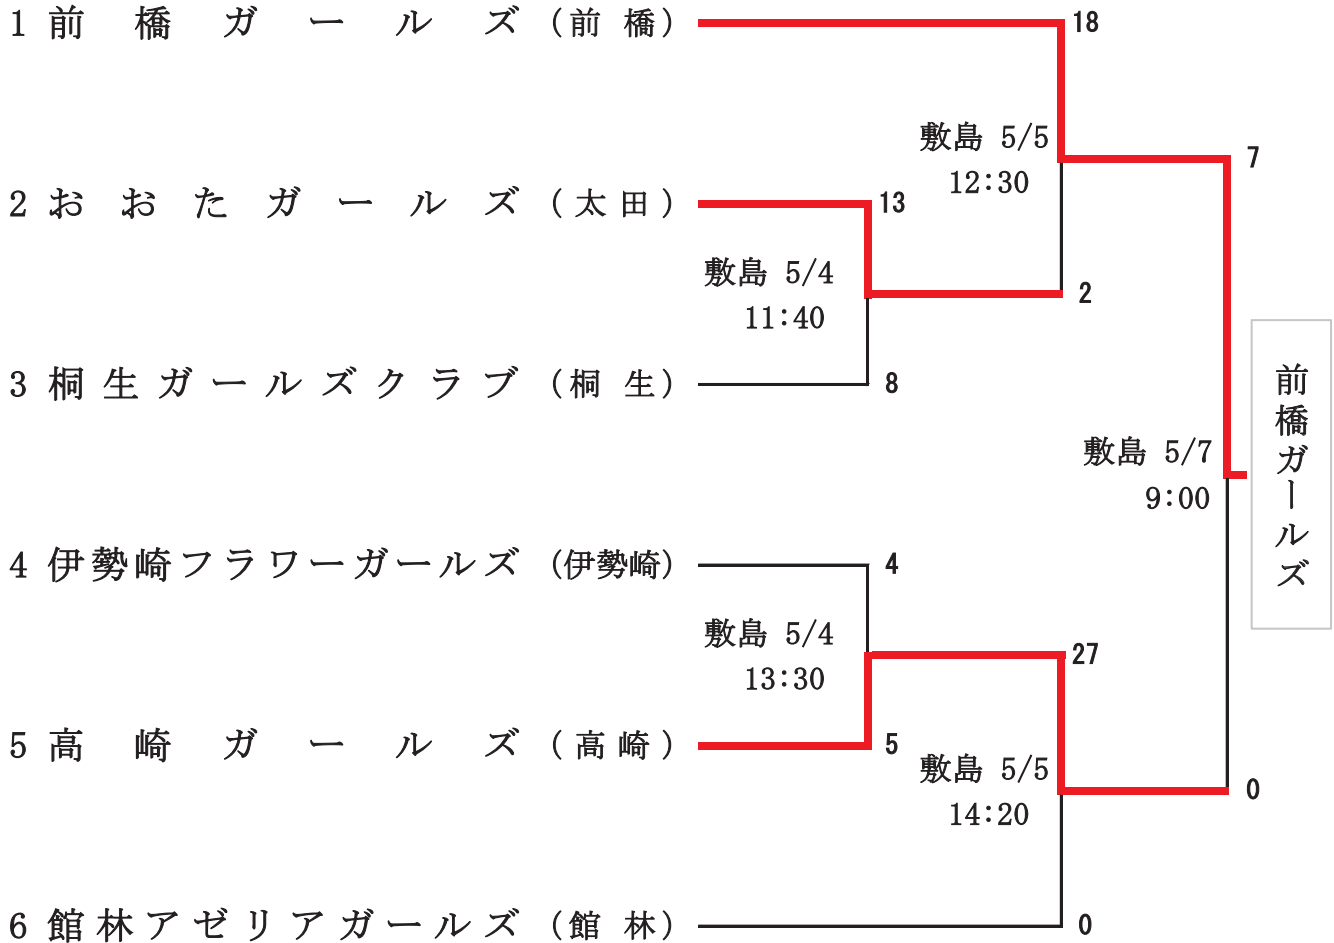 1 前橋ガールズ (前橋)
18
敷島 5/5
12:30
7
2 おおたガールズ (太田)
13
敷島 5/4
11:40
2
3 桐生ガールズクラブ (桐生)
8
前橋ガールズ
敷島 5/7
9:00
4 伊勢崎フラワーガールズ (伊勢崎)
4
敷島 5/4
13:30
27
5 高崎ガールズ (高崎)
5
敷島 5/5
14:20
0
6 館林アゼリアガールズ (館林)
0